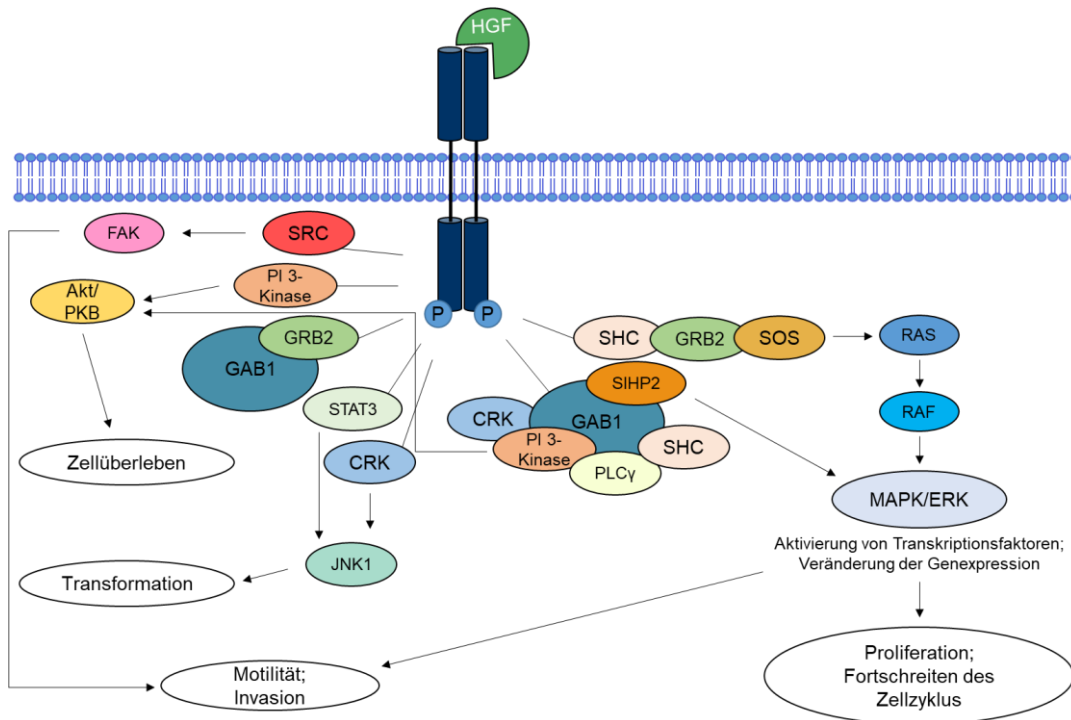 HGF
FAK
SRC
PI 3-
Kinase
Akt/
PKB
P
P
GRB2
GAB1
SHC
GRB2
SOS
RAS
STAT3
SIHP2
RAF
CRK
GAB1
PI 3-
Kinase
SHC
PLCγ
Zellüberleben
CRK
MAPK/ERK
Aktivierung von Transkriptionsfaktoren;
Veränderung der Genexpression
JNK1
Transformation
Motilität;
Invasion
Proliferation;
Fortschreiten des
Zellzyklus